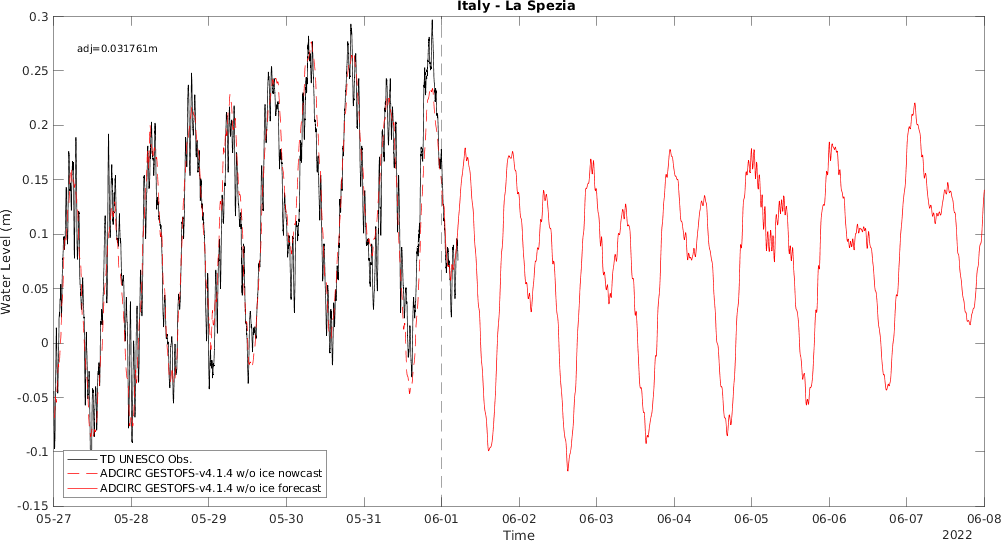 Italy - La Spezia
adj=0.031761m
Water Level (m)
0.3
0.25
0.2
0.15
0.1
0.05
0
-0.05
-0.1
-0.15
TD UNESCO Obs.
ADCIRC GESTOFS-v4.1.4 w/o ice nowcast
ADCIRC GESTOFS-v4.1.4 w/o ice forecast
05-27 05-28 05-29 05-30 05-31 06-01 06-02 06-03 06-04 06-05 06-06 06-07 06-08
Time
2022